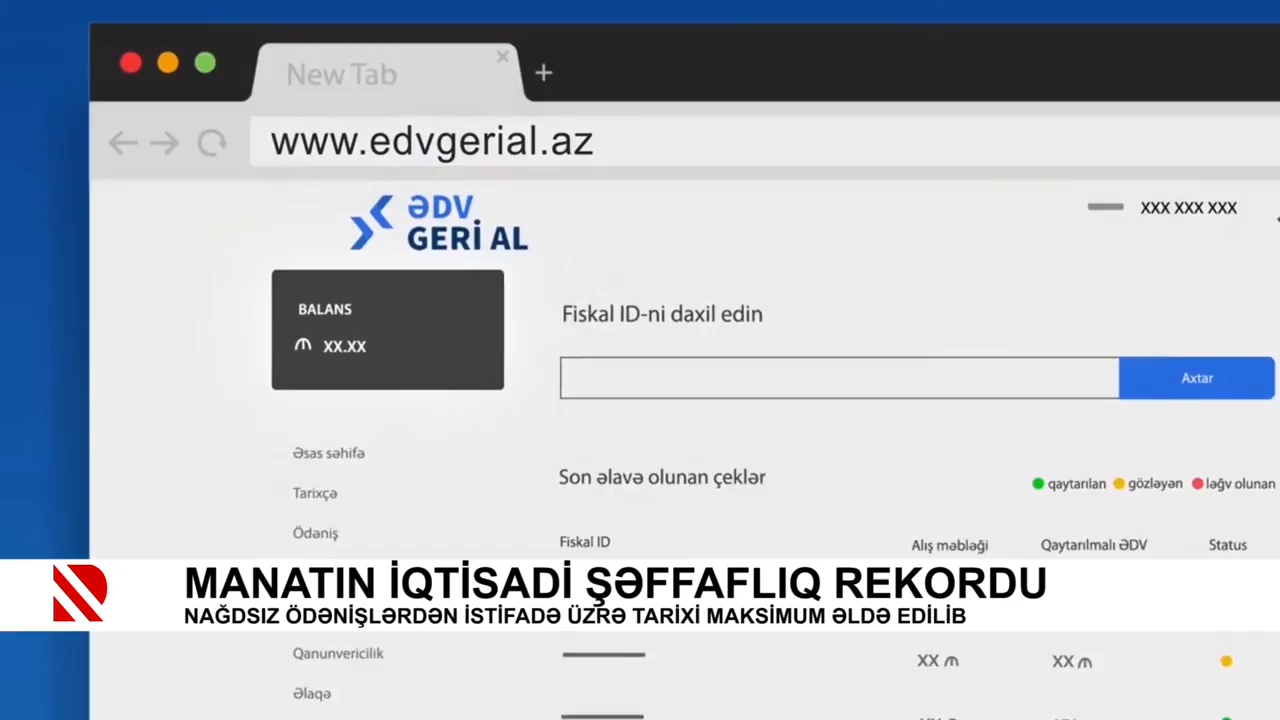 New Tab
www.edvgerial.az
ƏDV
GERİ AL
XXX XXX XXX
BALANS
₼ XX.XX
Fiskal ID-ni daxil edin
Axtar
Əsas səhifə
Tarixçə
Ödəniş
Son əlavə olunan çeklər
qaytarılan gözləyən ləğv olunan
Fiskal ID Alış məbləği Qaytarılmalı ƏDV Status
MANATIN İQTİSADİ ŞƏFFAFLIQ REKORDU
NAĞDSIZ ÖDƏNİŞLƏRDƏN İSTİFADƏ ÜZRƏ TARİXİ MAKSİMUM ƏLDƏ EDİLİB
Qanunvericilik
Əlaqə
XX ₼ XX ₼